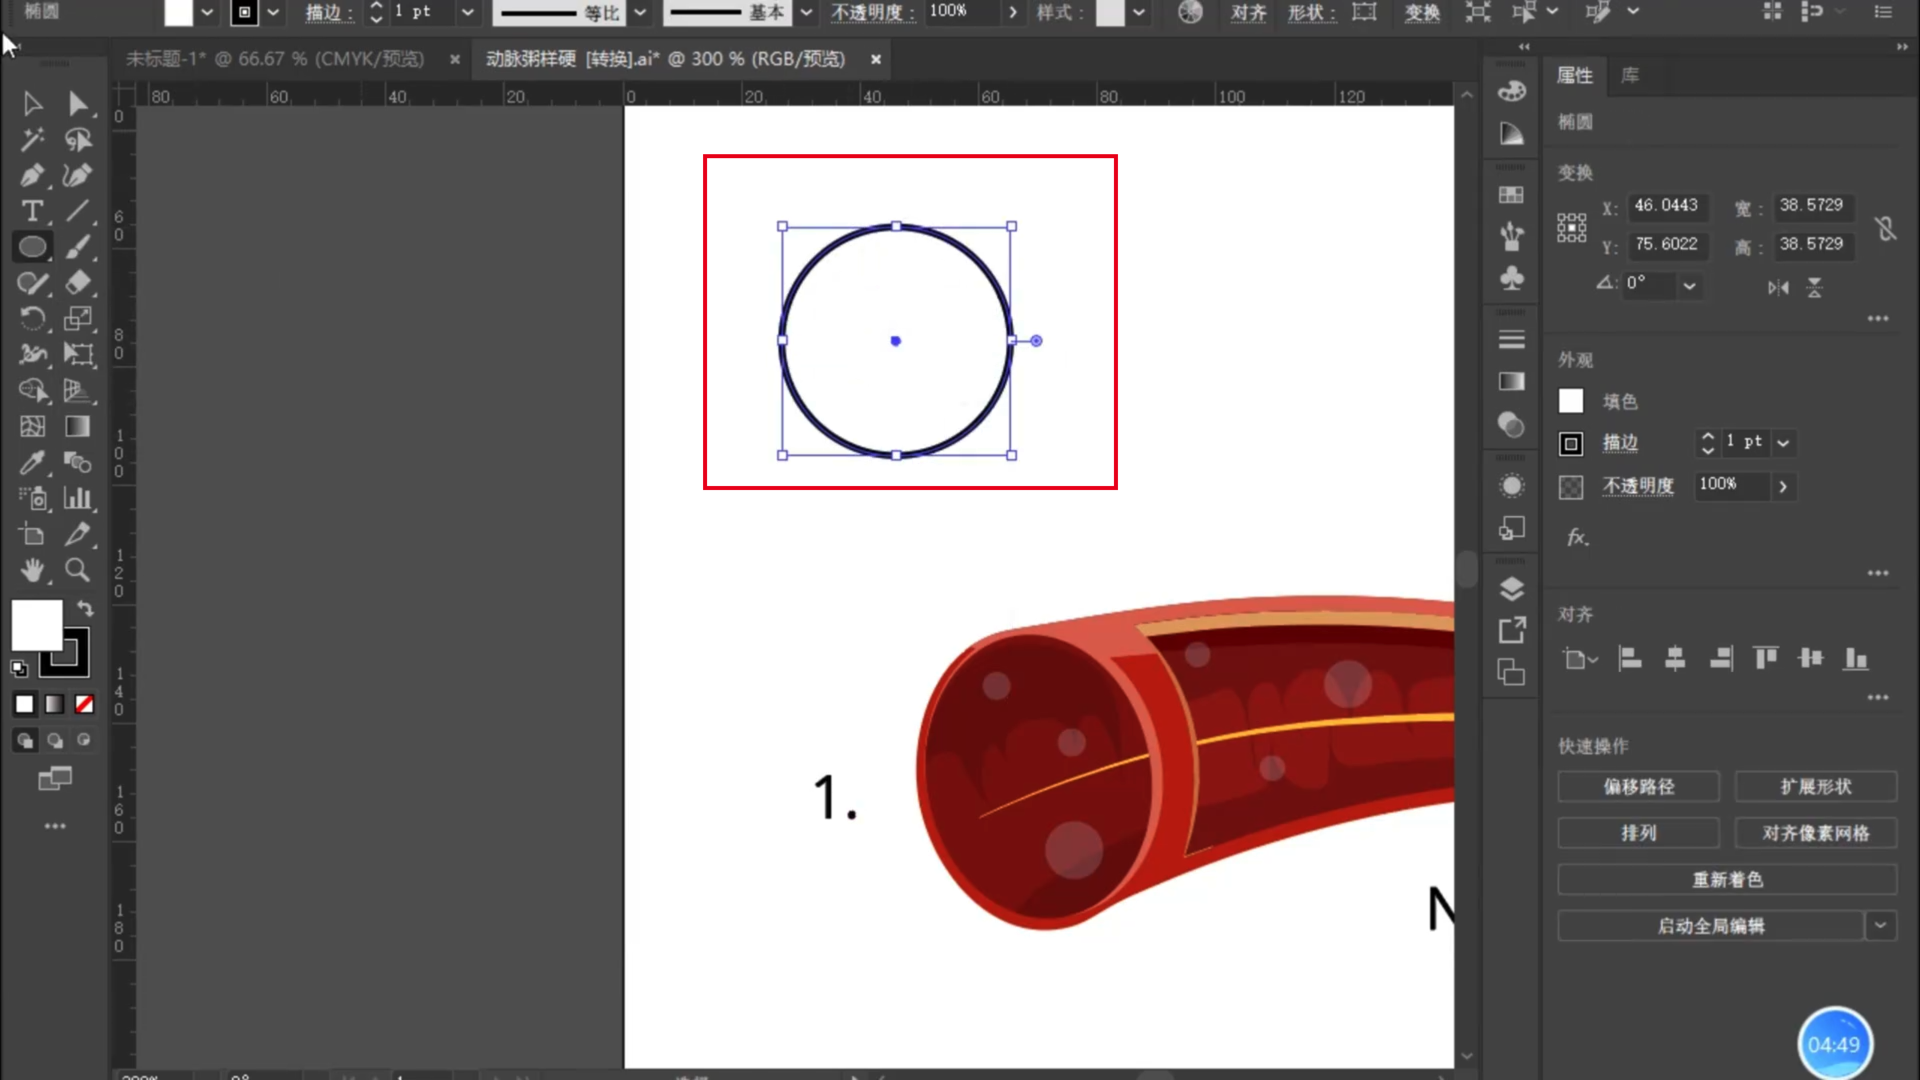 椭圆 描边： 1 pt 等比 基本 不透明度： 100% 样式： 对齐 形状： 变换
未标题-1* @ 66.67 % (CMYK/预览) × 动脉粥样硬 [转换].ai* @ 300 % (RGB/预览) ×
80 60 40 20 0 20 40 60 80 100 120
0
60
80
100
120
140
160
180
1.
N
属性 库
椭圆
变换
X: 46.0443 宽： 38.5729
Y: 75.6022 高： 38.5729
0°
外观
填色
描边 1 pt
不透明度 100%
fx.
对齐
快速操作
偏移路径 扩展形状
排列 对齐像素网格
重新着色
启动全局编辑
04:49